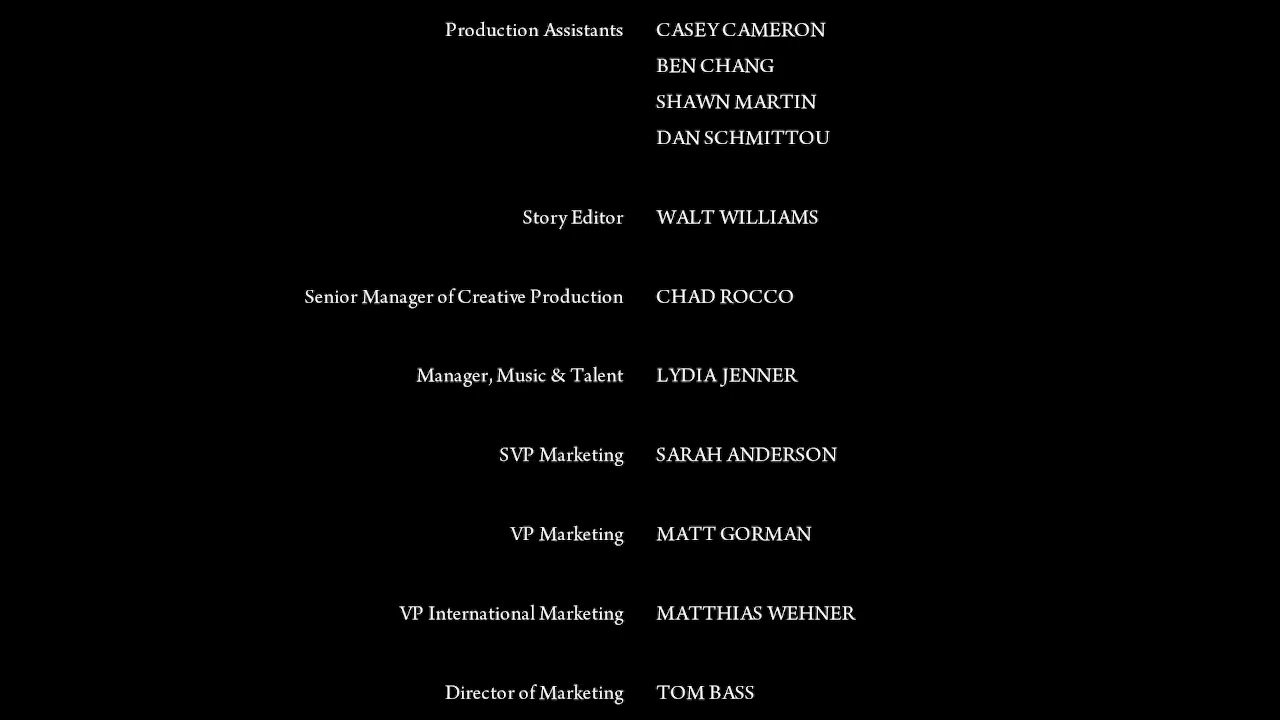 Production Assistants CASEY CAMERON
BEN CHANG
SHAWN MARTIN
DAN SCHMITTOU
Story Editor WALT WILLIAMS
Senior Manager of Creative Production CHAD ROCCO
Manager, Music & Talent LYDIA JENNER
SVP Marketing SARAH ANDERSON
VP Marketing MATT GORMAN
VP International Marketing MATTHIAS WEHNER
Director of Marketing TOM BASS